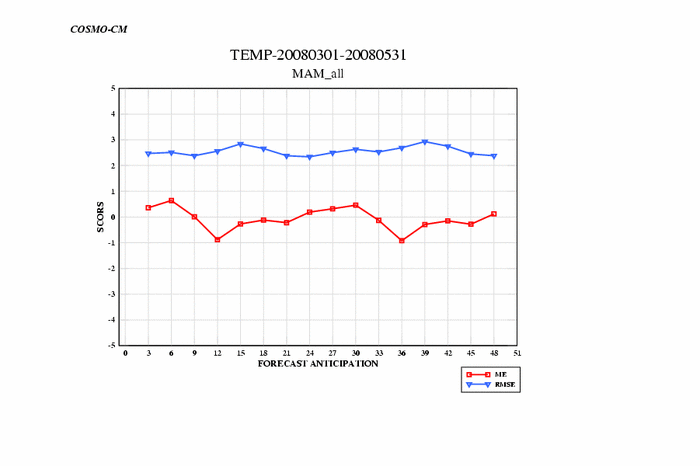 COSMO-CM
TEMP-20080301-20080531
MAM_all
5
4
3
2
1
0
-1
-2
-3
-4
-5
SCORS
0 3 6 9 12 15 18 21 24 27 30 33 36 39 42 45 48 51
FORECAST ANTICIPATION
ME
RMSE